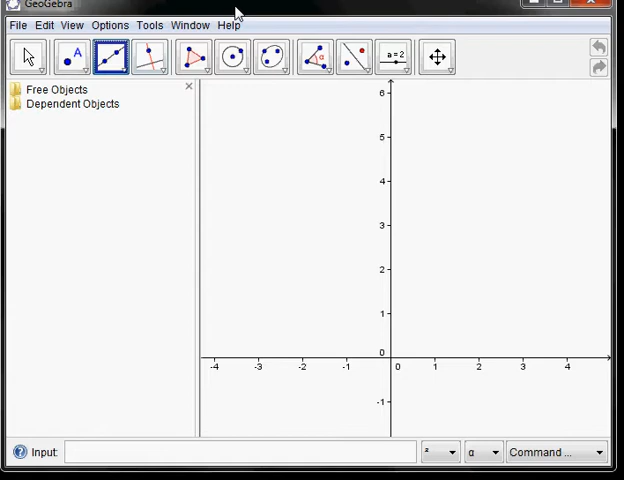 GeoGebra
File Edit View Options Tools Window Help
A
α
a = 2
Free Objects
Dependent Objects
6
5
4
3
2
1
0
-4 -3 -2 -1 0 1 2 3 4
-1
Input: ² α Command ...